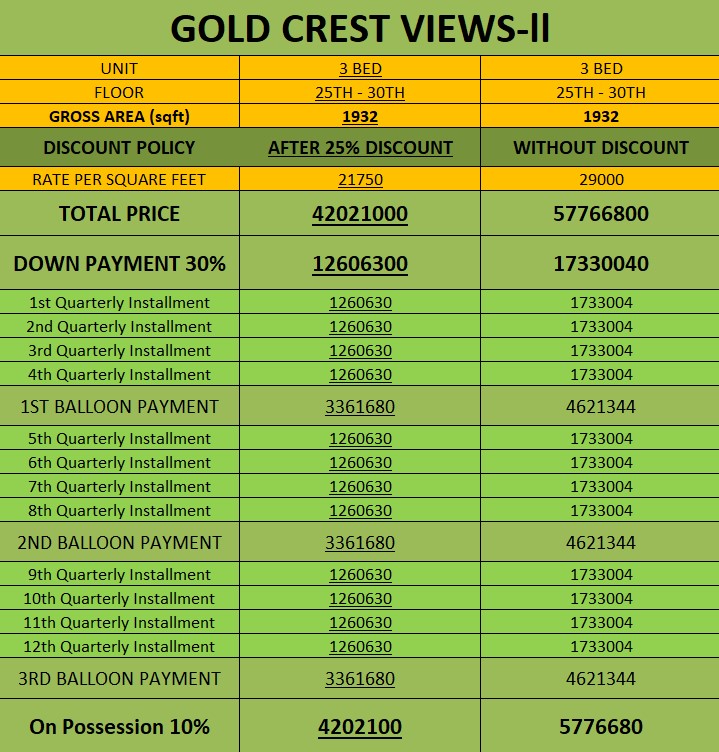 GOLD CREST VIEWS-ll
UNIT 3 BED 3 BED
FLOOR 25TH - 30TH 25TH - 30TH
GROSS AREA (sqft) 1932 1932
DISCOUNT POLICY AFTER 25% DISCOUNT WITHOUT DISCOUNT
RATE PER SQUARE FEET 21750 29000
TOTAL PRICE 42021000 57766800
DOWN PAYMENT 30% 12606300 17330040
1st Quarterly Installment 1260630 1733004
2nd Quarterly Installment 1260630 1733004
3rd Quarterly Installment 1260630 1733004
4th Quarterly Installment 1260630 1733004
1ST BALLOON PAYMENT 3361680 4621344
5th Quarterly Installment 1260630 1733004
6th Quarterly Installment 1260630 1733004
7th Quarterly Installment 1260630 1733004
8th Quarterly Installment 1260630 1733004
2ND BALLOON PAYMENT 3361680 4621344
9th Quarterly Installment 1260630 1733004
10th Quarterly Installment 1260630 1733004
11th Quarterly Installment 1260630 1733004
12th Quarterly Installment 1260630 1733004
3RD BALLOON PAYMENT 3361680 4621344
On Possession 10% 4202100 5776680